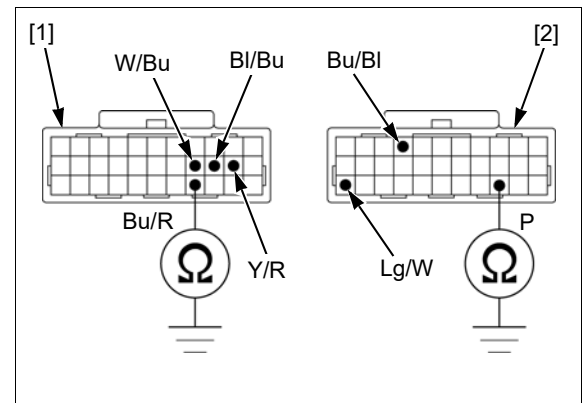 [1]
[2]
W/Bu
Bl/Bu
Bu/Bl
Bu/R
P
Y/R
Lg/W
Ω
Ω